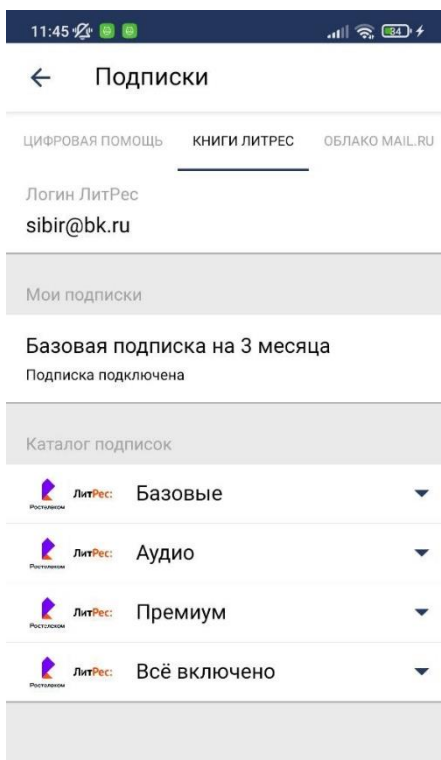 11:45 84
Подписки
ЦИФРОВАЯ ПОМОЩЬ КНИГИ ЛИТРЕС ОБЛАКО MAIL.RU
Логин ЛитРес
sibir@bk.ru
Мои подписки
Базовая подписка на 3 месяца
Подписка подключена
Каталог подписок
Ростелеком ЛитРес: Базовые
Ростелеком ЛитРес: Аудио
Ростелеком ЛитРес: Премиум
Ростелеком ЛитРес: Всё включено